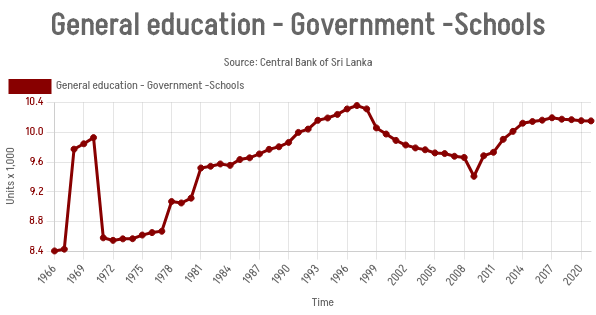 General education - Government -Schools
Source: Central Bank of Sri Lanka
General education - Government -Schools
10.4
10.0
9.6
9.2
8.8
8.4
Units x 1,000
1966 1969 1972 1975 1978 1981 1984 1987 1990 1993 1996 1999 2002 2005 2008 2011 2014 2017 2020
Time